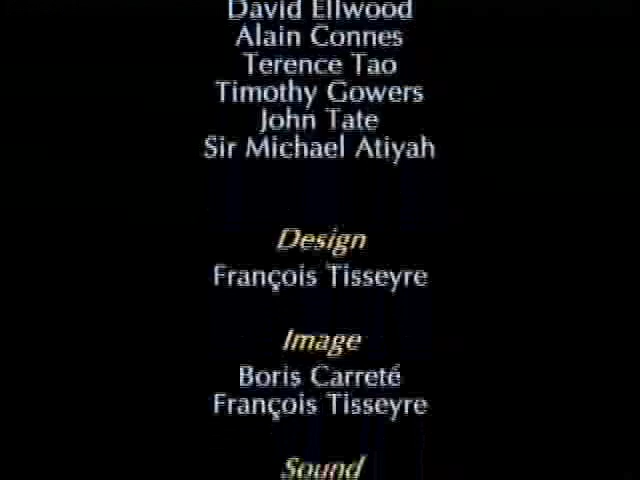 David Ellwood
Alain Connes
Terence Tao
Timothy Gowers
John Tate
Sir Michael Atiyah
Design
François Tisseyre
Image
Boris Carreté
François Tisseyre
Sound